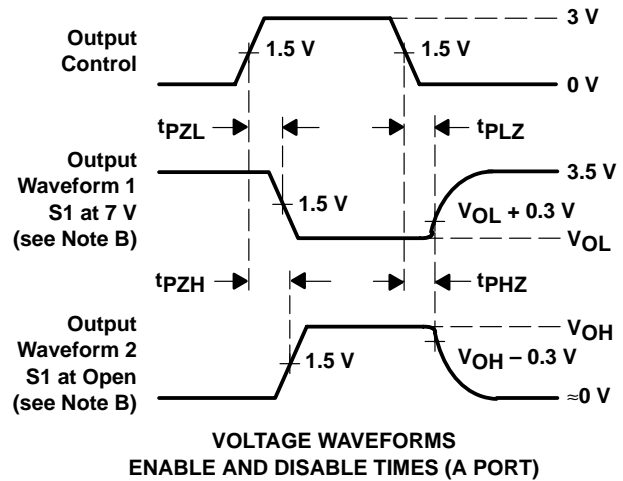 Output
Control
1.5 V
1.5 V
3 V
0 V
tPZL
tPLZ
Output
Waveform 1
S1 at 7 V
(see Note B)
1.5 V
3.5 V
VOL + 0.3 V
VOL
tPZH
tPHZ
Output
Waveform 2
S1 at Open
(see Note B)
1.5 V
VOH
VOH – 0.3 V
≈0 V
VOLTAGE WAVEFORMS
ENABLE AND DISABLE TIMES (A PORT)